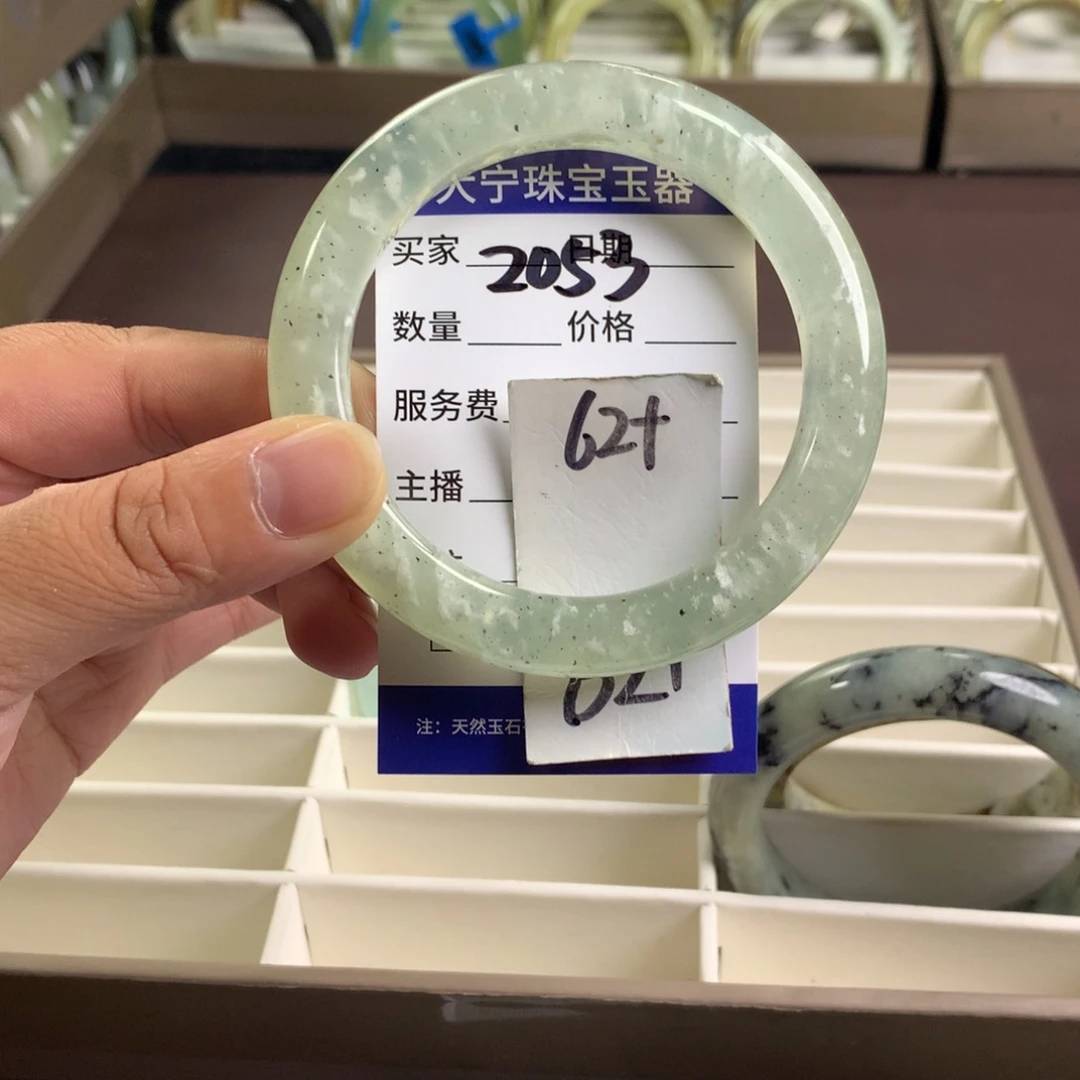 天宁珠宝玉器
买家 2053 日期
数量 价格
服务费
62+
主播
注：天然玉石